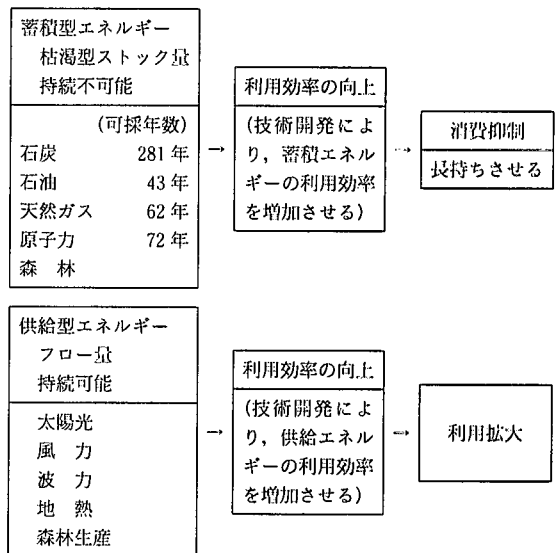 蓄積型エネルギー
枯渇型ストック量
持続不可能
(可採年数)
石炭 281年
石油 43年
天然ガス 62年
原子力 72年
森 林
→
利用効率の向上
(技術開発によ
り，蓄積エネル
ギーの利用効率
を増加させる)
→
消費抑制
長持ちさせる
供給型エネルギー
フロー量
持続可能
太陽光
風 力
波 力
地 熱
森林生産
→
利用効率の向上
(技術開発によ
り，供給エネル
ギーの利用効率
を増加させる)
→
利用拡大